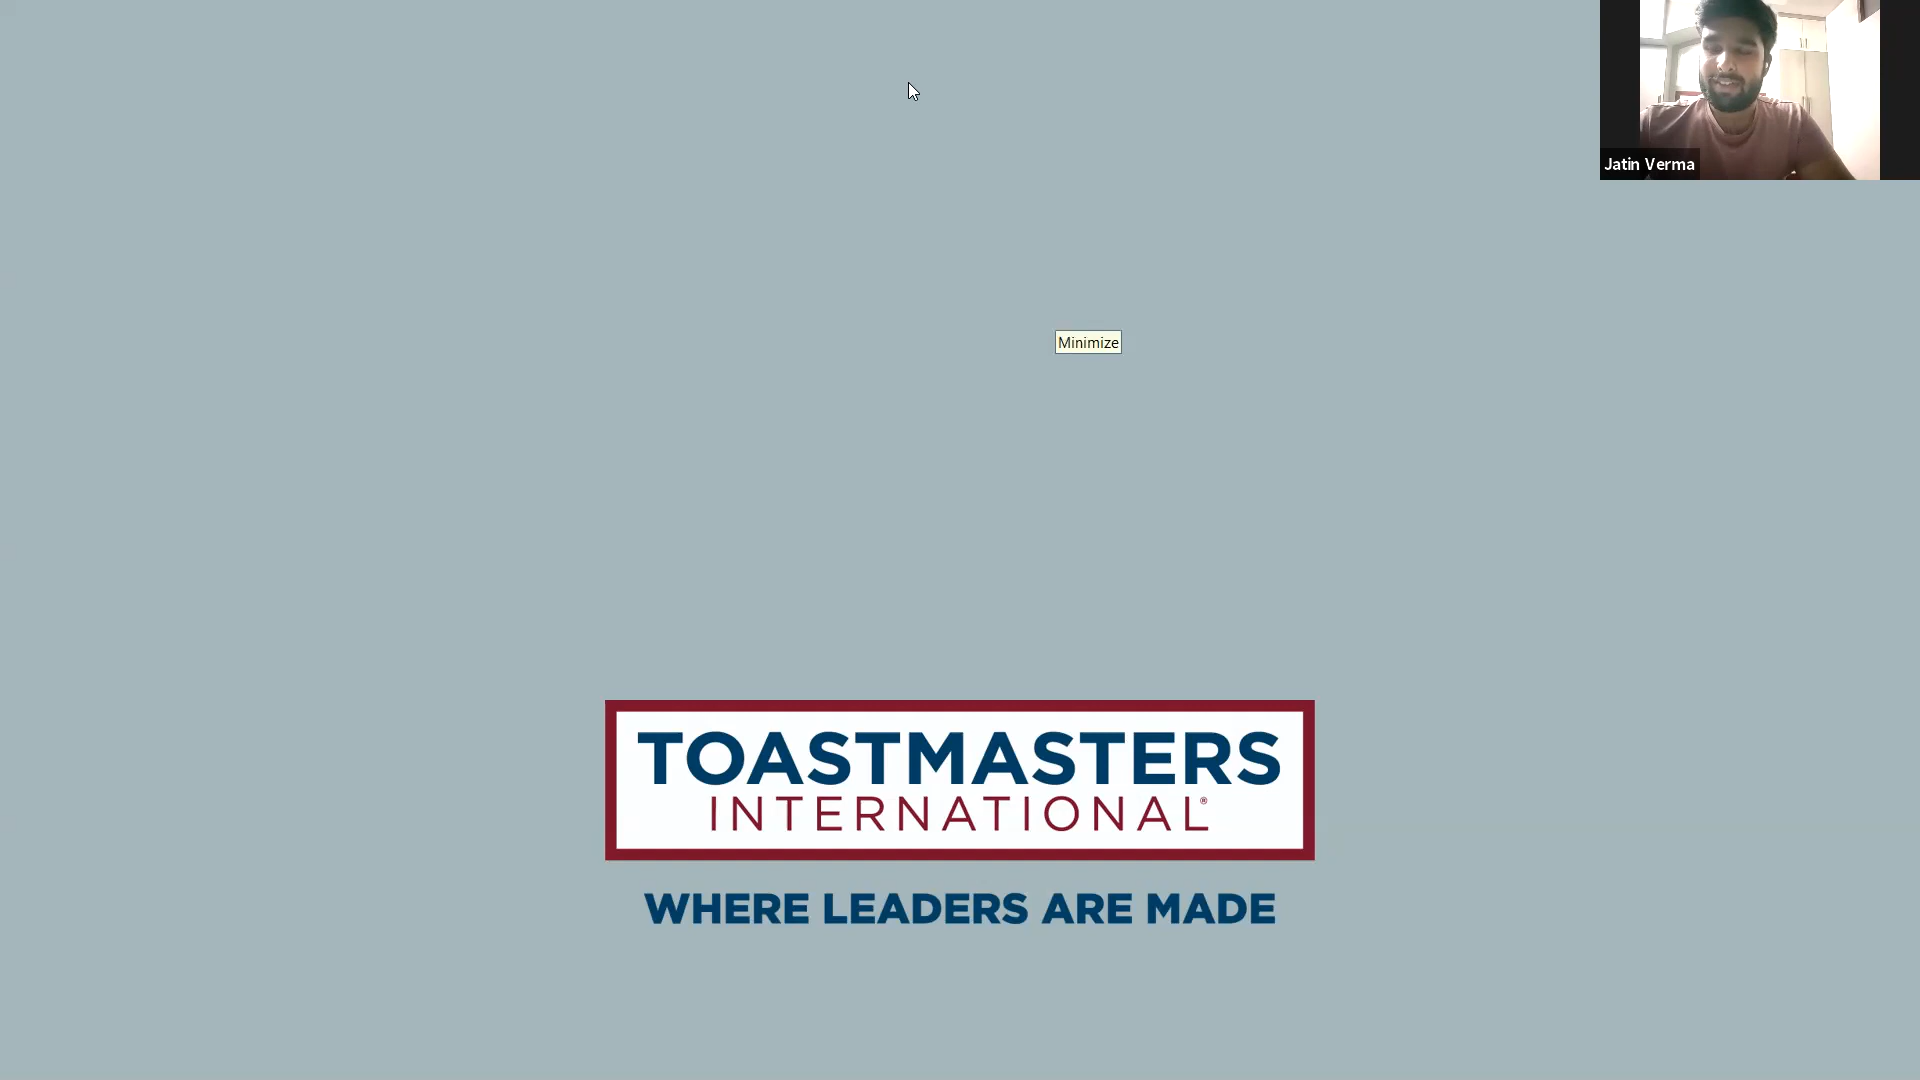 Jatin Verma
Minimize
TOASTMASTERS
INTERNATIONAL®
WHERE LEADERS ARE MADE